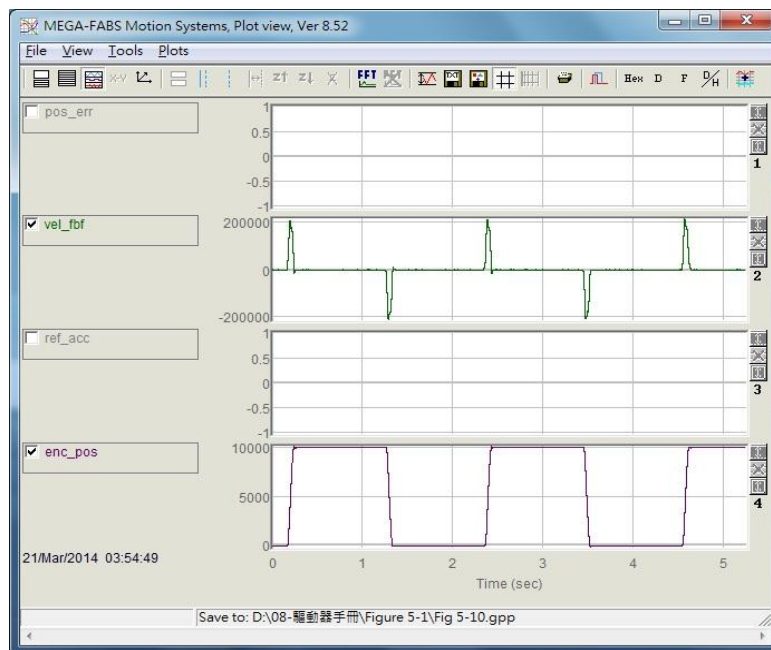 MEGA-FABS Motion Systems, Plot view, Ver 8.52
File View Tools Plots
X-V FFT TXT Hex D F D/H
pos_err
1
0.5
0
-0.5
-1
1
vel_fbf
200000
0
-200000
2
ref_acc
1
0.5
0
-0.5
-1
3
enc_pos
10000
5000
0
4
21/Mar/2014 03:54:49
0 1 2 3 4 5
Time (sec)
Save to: D:\08-驅動器手冊\Figure 5-1\Fig 5-10.gpp